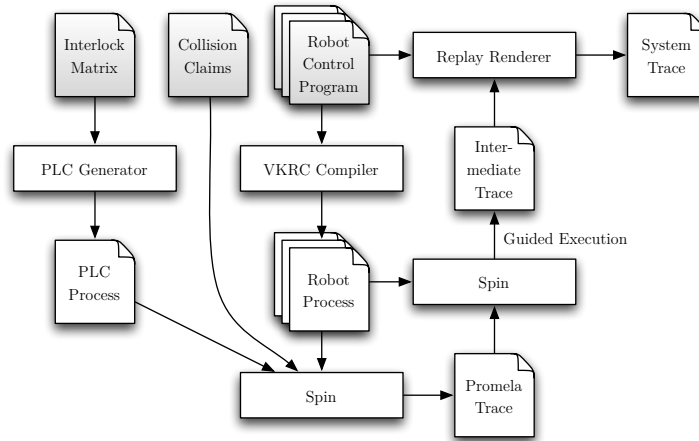 Interlock
Matrix
Collision
Claims
Robot
Control
Program
Replay Renderer
System
Trace
PLC Generator
VKRC Compiler
Inter-
mediate
Trace
Guided Execution
PLC
Process
Robot
Process
Spin
Spin
Promela
Trace